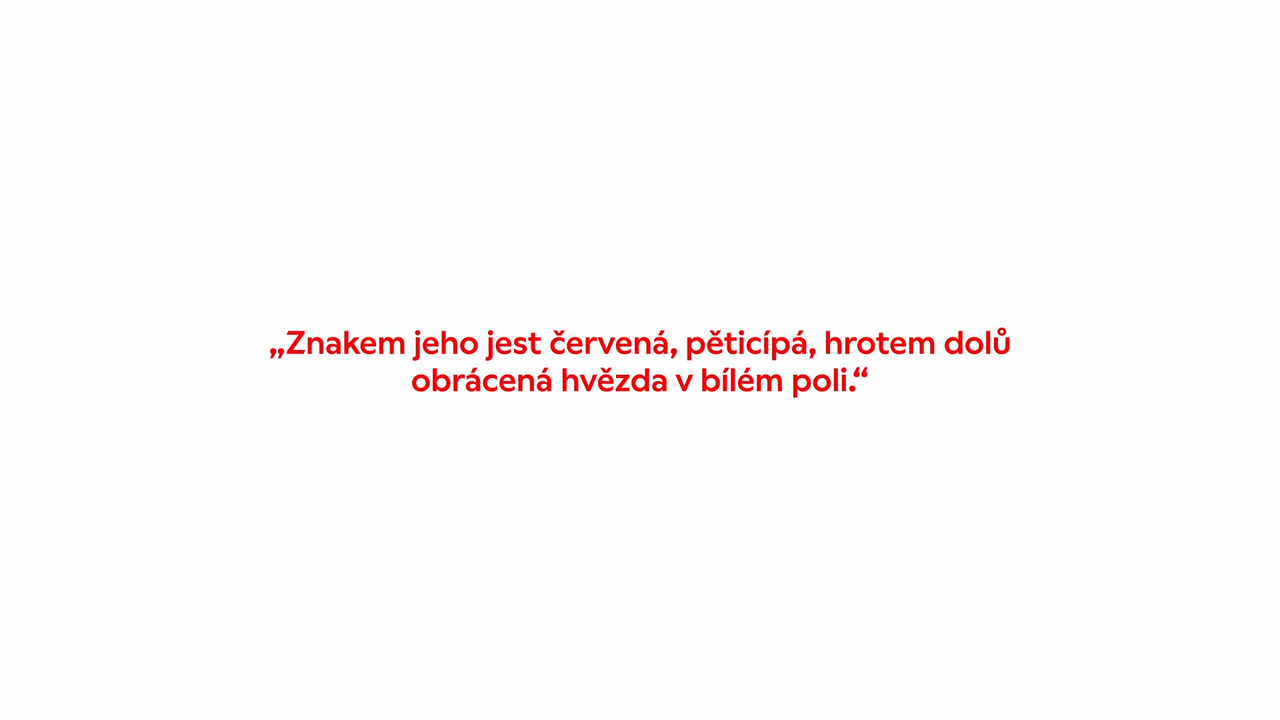 „Znakem jeho jest červená, pěticípá, hrotem dolů
obrácená hvězda v bílém poli.“